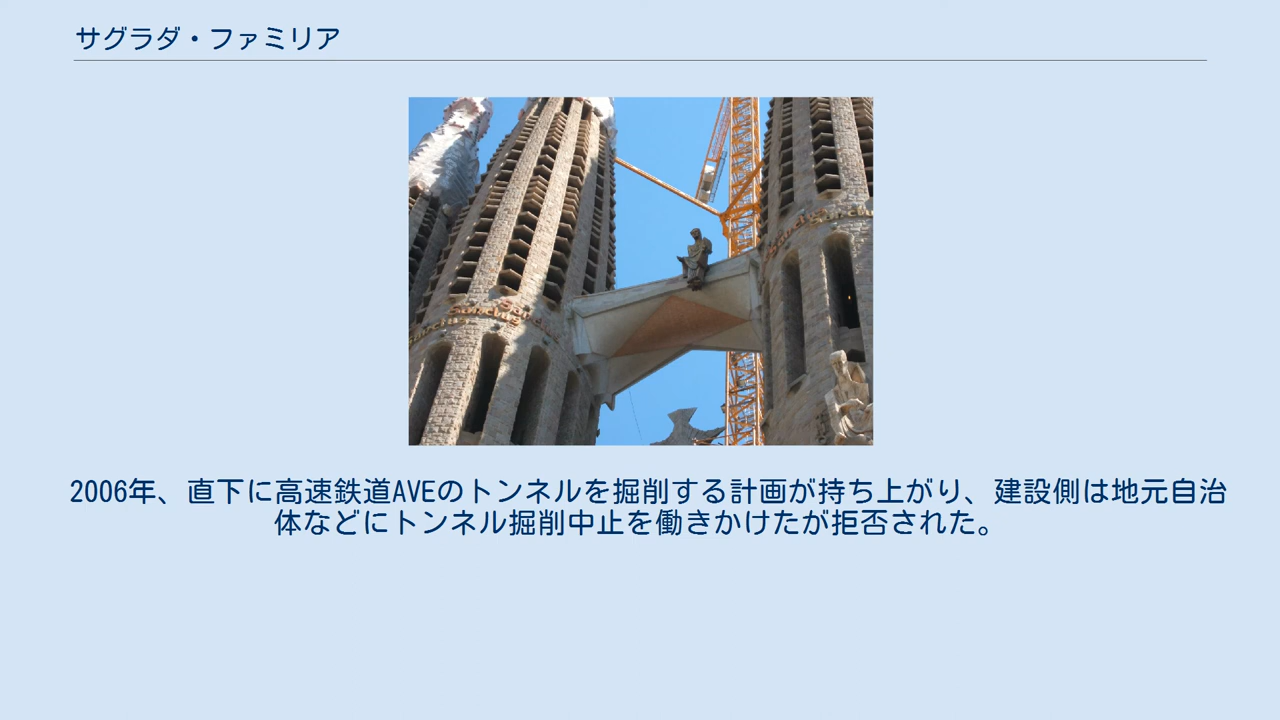 サグラダ・ファミリア
2006年、直下に高速鉄道AVEのトンネルを掘削する計画が持ち上がり、建設側は地元自治
体などにトンネル掘削中止を働きかけたが拒否された。